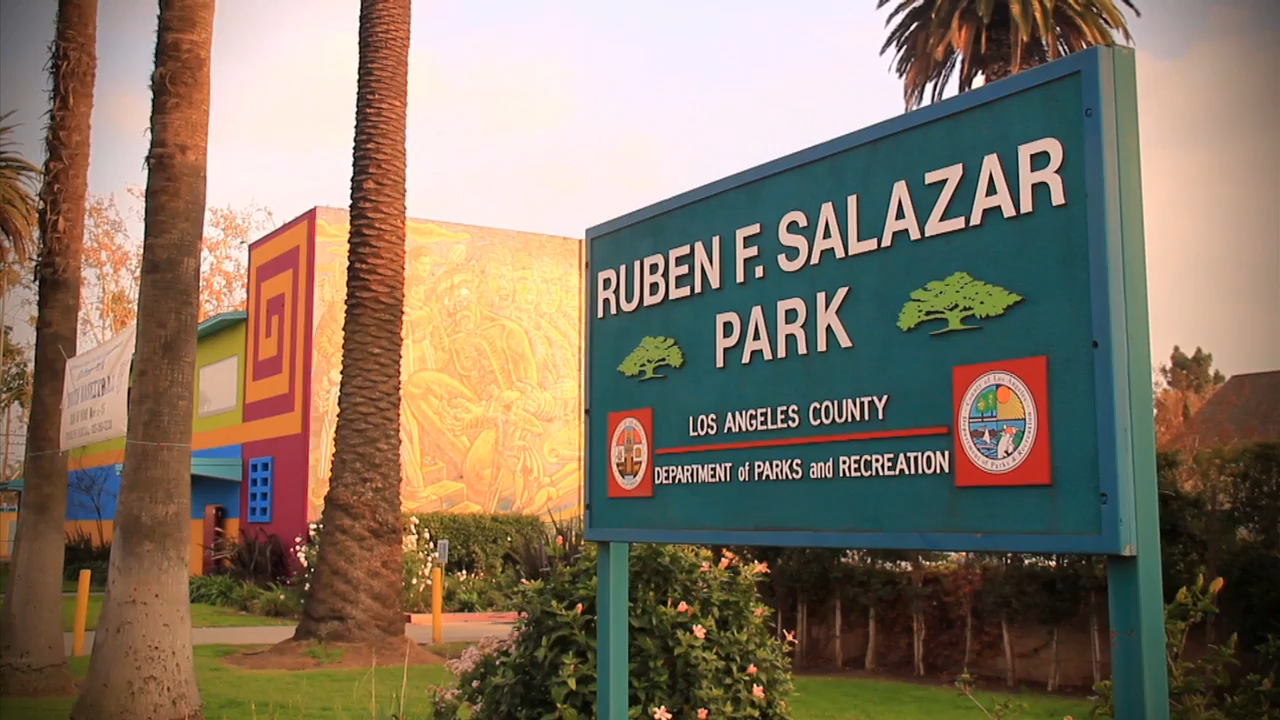 RUBEN F. SALAZAR
PARK
LOS ANGELES COUNTY
DEPARTMENT of PARKS and RECREATION